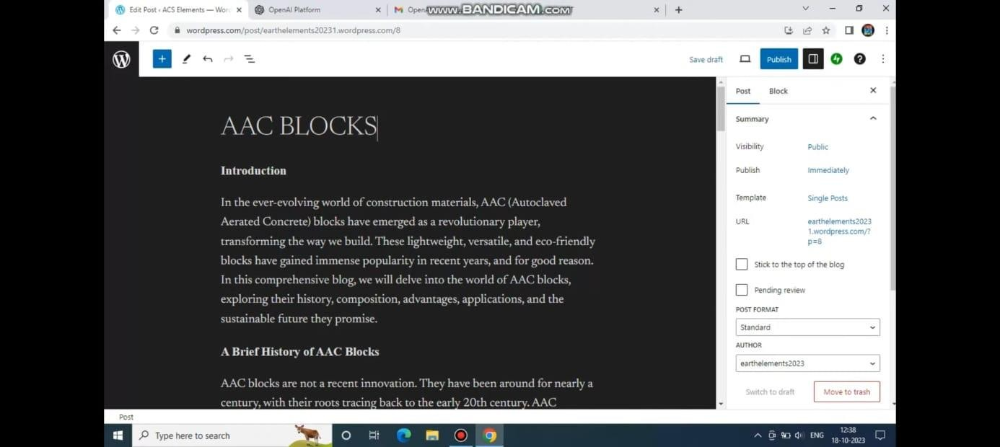 Edit Post ‹ ACS Elements — Wor
OpenAI Platform
Open
WWW.BANDICAM.COM
wordpress.com/post/earthelements20231.wordpress.com/8
Save draft
Publish
AAC BLOCKS
Introduction
In the ever-evolving world of construction materials, AAC (Autoclaved
Aerated Concrete) blocks have emerged as a revolutionary player,
transforming the way we build. These lightweight, versatile, and eco-friendly
blocks have gained immense popularity in recent years, and for good reason.
In this comprehensive blog, we will delve into the world of AAC blocks,
exploring their history, composition, advantages, applications, and the
sustainable future they promise.
A Brief History of AAC Blocks
AAC blocks are not a recent innovation. They have been around for nearly a
century, with their roots tracing back to the early 20th century. AAC
Post
Block
Summary
Visibility
Public
Publish
Immediately
Template
Single Posts
URL
earthelements2023
1.wordpress.com/?
p=8
Stick to the top of the blog
Pending review
POST FORMAT
Standard
AUTHOR
earthelements2023
Switch to draft
Move to trash
Post
Type here to search
ENG
12:38
18-10-2023